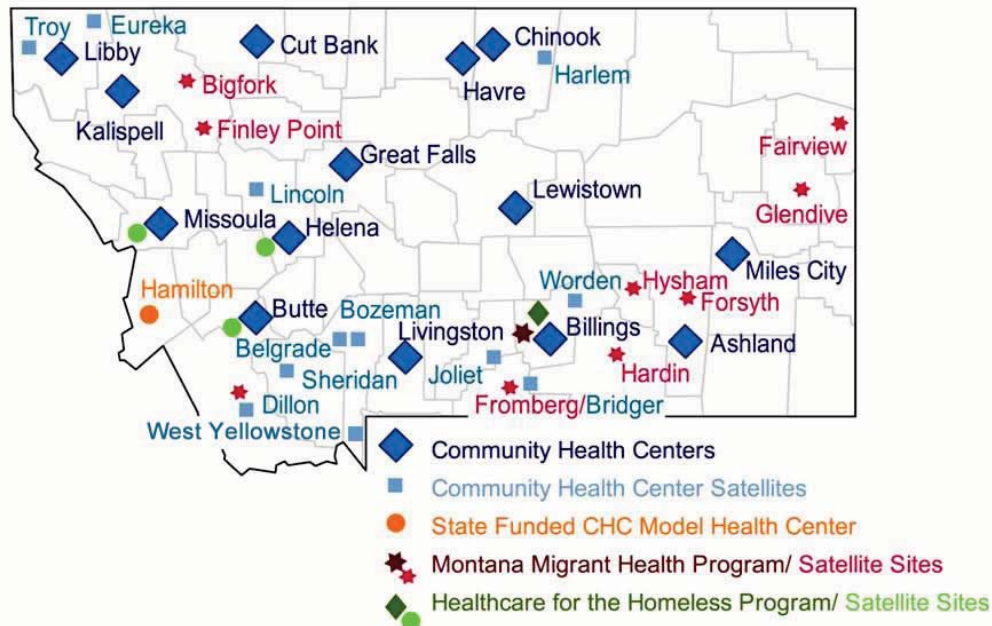 Troy
Eureka
Libby
Cut Bank
Chinook
Havre
Harlem
Bigfork
Kalispell
Finley Point
Fairview
Great Falls
Lincoln
Lewistown
Glendive
Missoula
Helena
Miles City
Hamilton
Worden
Hysham
Forsyth
Butte
Bozeman
Livingston
Billings
Ashland
Belgrade
Sheridan
Joliet
Hardin
Dillon
Fromberg/Bridger
West Yellowstone
Community Health Centers
Community Health Center Satellites
State Funded CHC Model Health Center
Montana Migrant Health Program/ Satellite Sites
Healthcare for the Homeless Program/ Satellite Sites